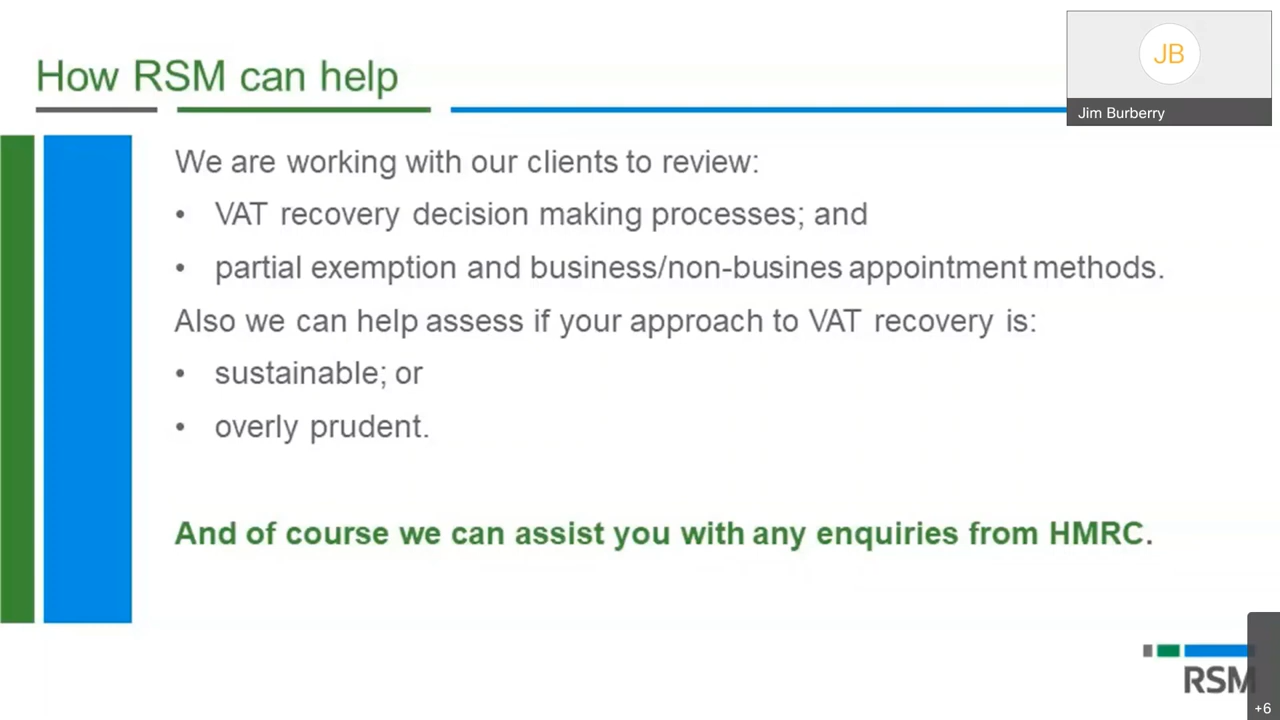 How RSM can help
JB
Jim Burberry
We are working with our clients to review:
• VAT recovery decision making processes; and
• partial exemption and business/non-busines appointment methods.
Also we can help assess if your approach to VAT recovery is:
• sustainable; or
• overly prudent.
And of course we can assist you with any enquiries from HMRC.
RSM
+6